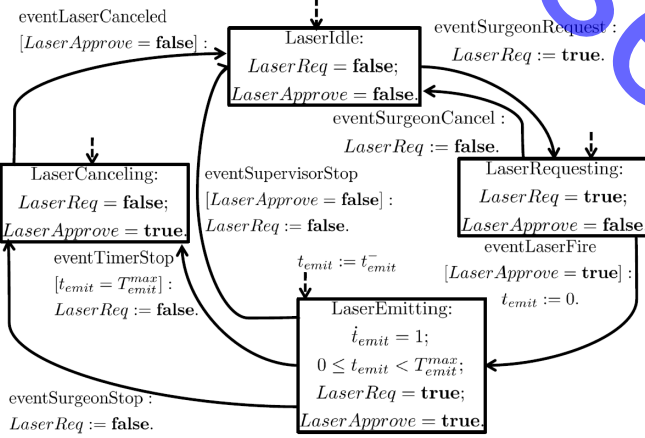 eventLaserCanceled
[LaserApprove = false] :
LaserIdle:
LaserReq = false;
LaserApprove = false.
eventSurgeonRequest :
LaserReq := true.
eventSurgeonCancel :
LaserReq := false.
LaserCanceling:
LaserReq = false;
LaserApprove = true.
eventSupervisorStop
[LaserApprove = false] :
LaserReq := false.
LaserRequesting:
LaserReq = true;
LaserApprove = false
eventLaserFire
[LaserApprove = true] :
t_emit := 0.
eventTimerStop
[t_emit = T_emit^max] :
LaserReq := false.
t_emit := t_emit^-
LaserEmitting:
ṫ_emit = 1;
0 ≤ t_emit < T_emit^max;
LaserReq = true;
LaserApprove = true.
eventSurgeonStop :
LaserReq := false.